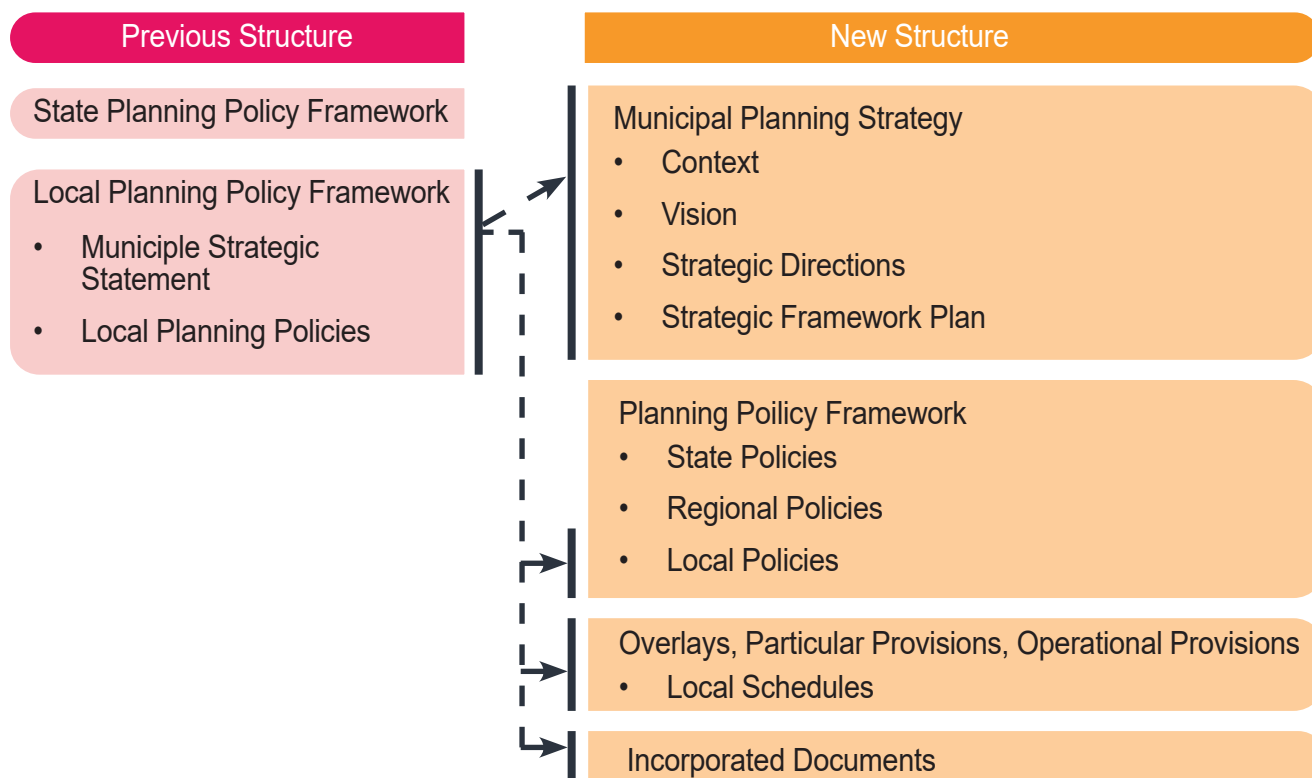 Previous Structure
State Planning Policy Framework
Local Planning Policy Framework
• Municiple Strategic
Statement
• Local Planning Policies
New Structure
Municipal Planning Strategy
• Context
• Vision
• Strategic Directions
• Strategic Framework Plan
Planning Poilicy Framework
• State Policies
• Regional Policies
• Local Policies
Overlays, Particular Provisions, Operational Provisions
• Local Schedules
Incorporated Documents